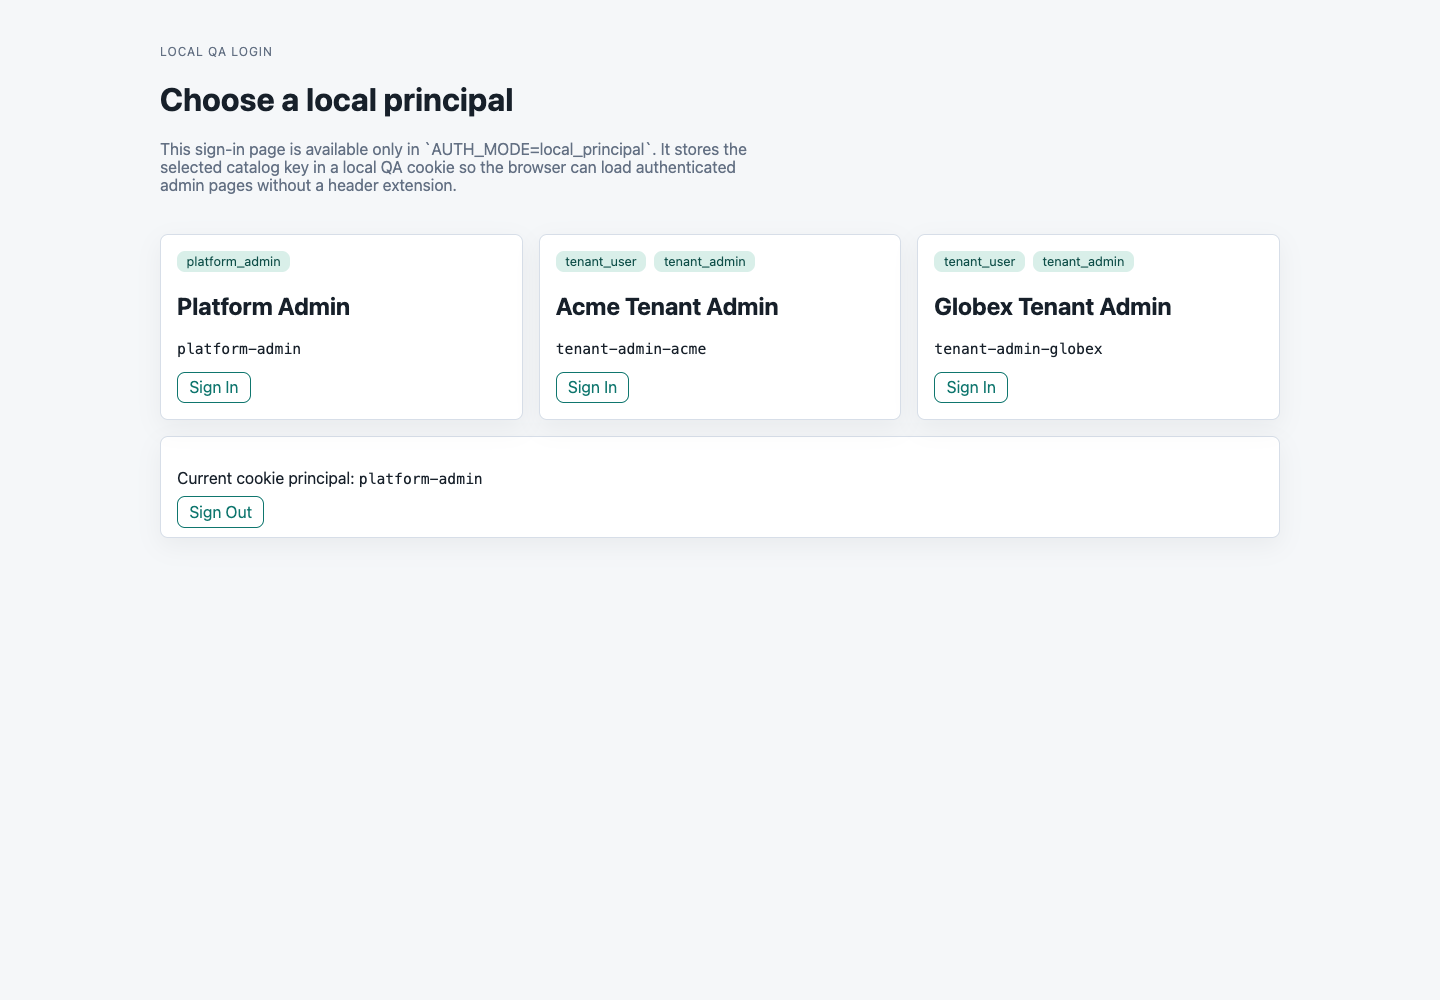 LOCAL QA LOGIN
Choose a local principal
This sign-in page is available only in `AUTH_MODE=local_principal`. It stores the
selected catalog key in a local QA cookie so the browser can load authenticated
admin pages without a header extension.
platform_admin
Platform Admin
platform-admin
Sign In
tenant_user tenant_admin
Acme Tenant Admin
tenant-admin-acme
Sign In
tenant_user tenant_admin
Globex Tenant Admin
tenant-admin-globex
Sign In
Current cookie principal: platform-admin
Sign Out